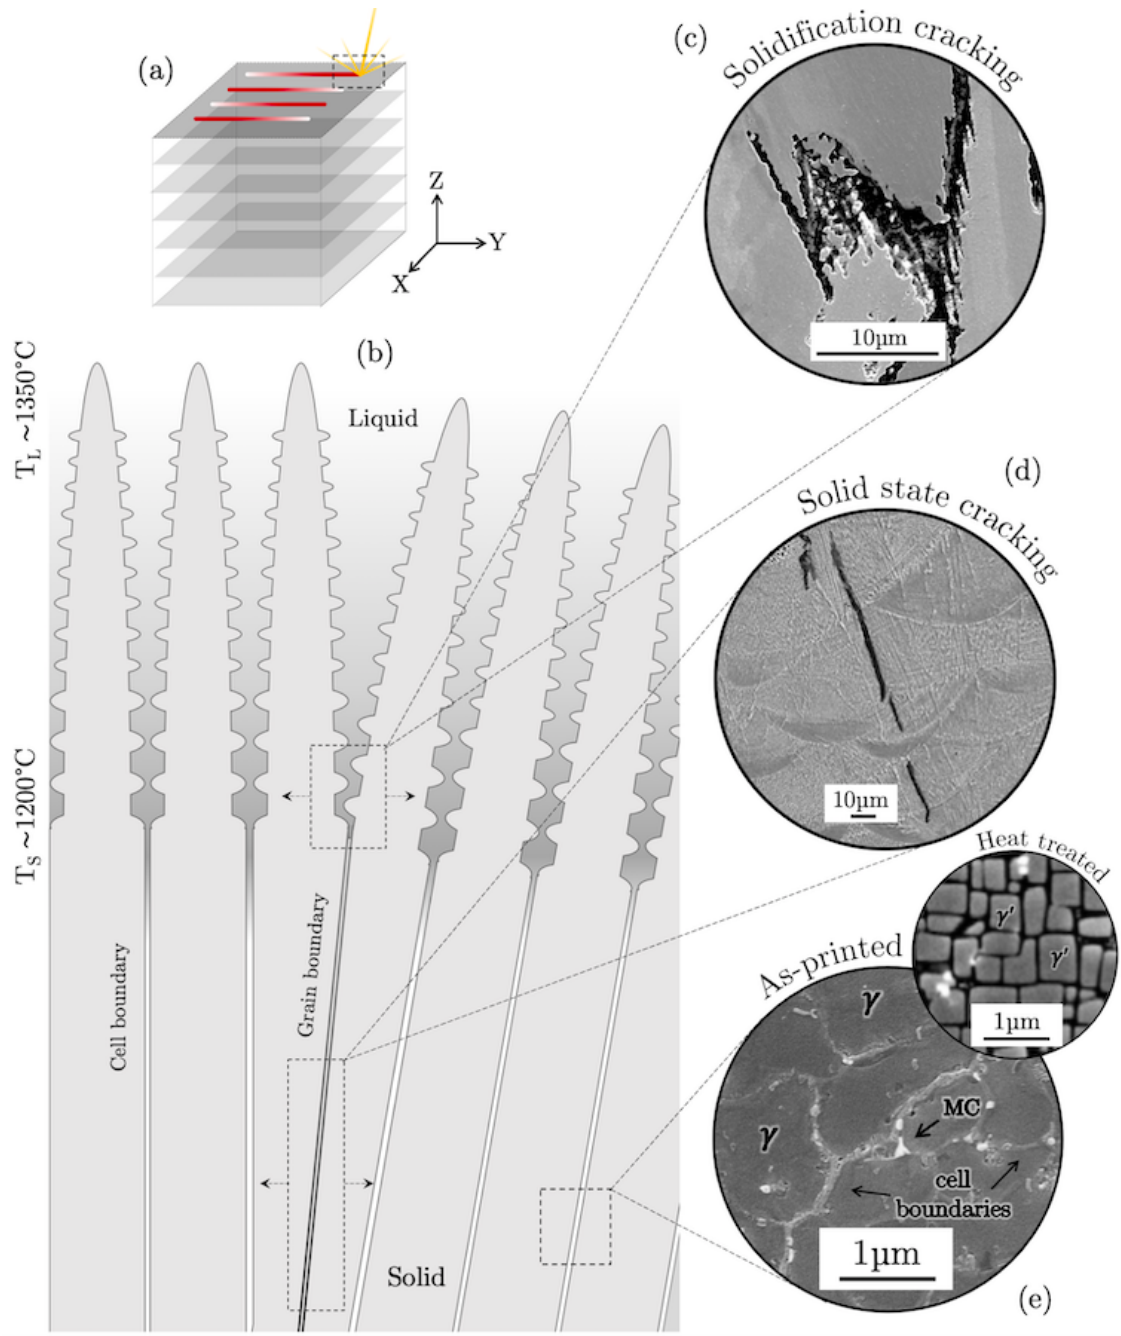 (a)
Z
Y
X
(b)
T_L ~1350°C
Liquid
T_S ~1200°C
Cell boundary
Grain boundary
Solid
(c)
Solidification cracking
10µm
(d)
Solid state cracking
10µm
Heat treated
γ'
γ'
1µm
As-printed
γ
γ
MC
cell
boundaries
1µm
(e)